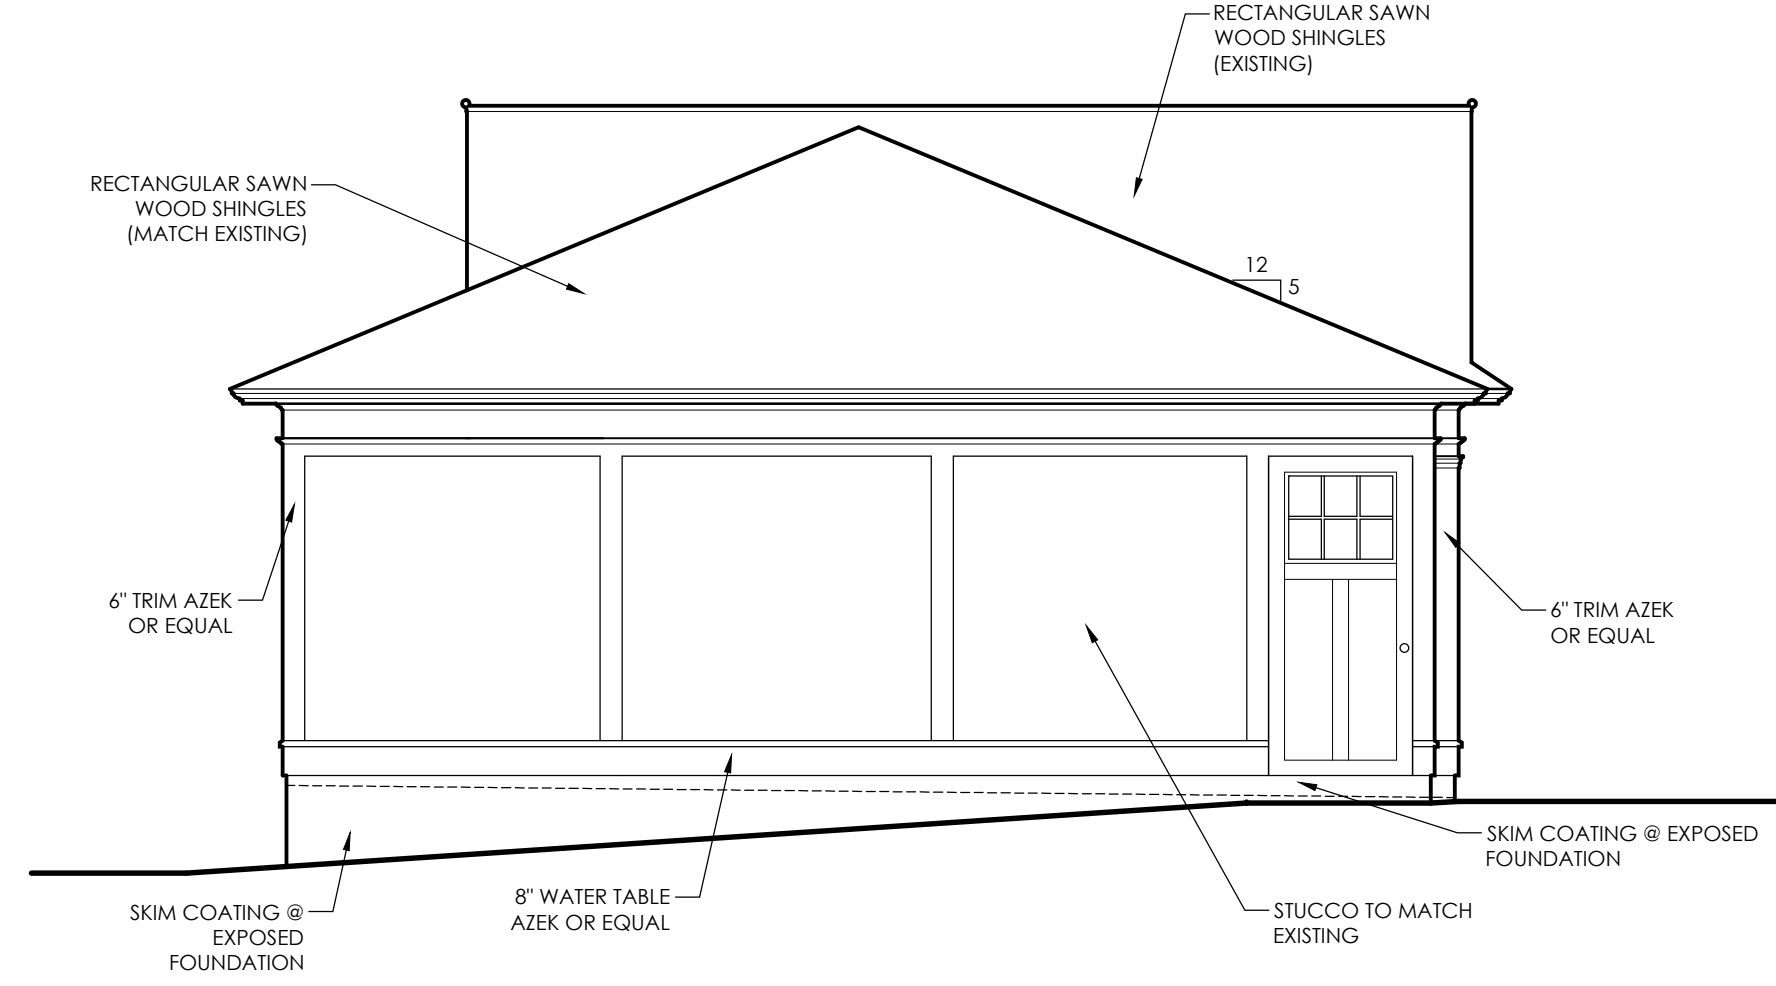 RECTANGULAR SAWN
WOOD SHINGLES
(EXISTING)
RECTANGULAR SAWN
WOOD SHINGLES
(MATCH EXISTING)
12
5
6" TRIM AZEK
OR EQUAL
6" TRIM AZEK
OR EQUAL
SKIM COATING @ EXPOSED
FOUNDATION
8" WATER TABLE
AZEK OR EQUAL
STUCCO TO MATCH
EXISTING
SKIM COATING @
EXPOSED
FOUNDATION